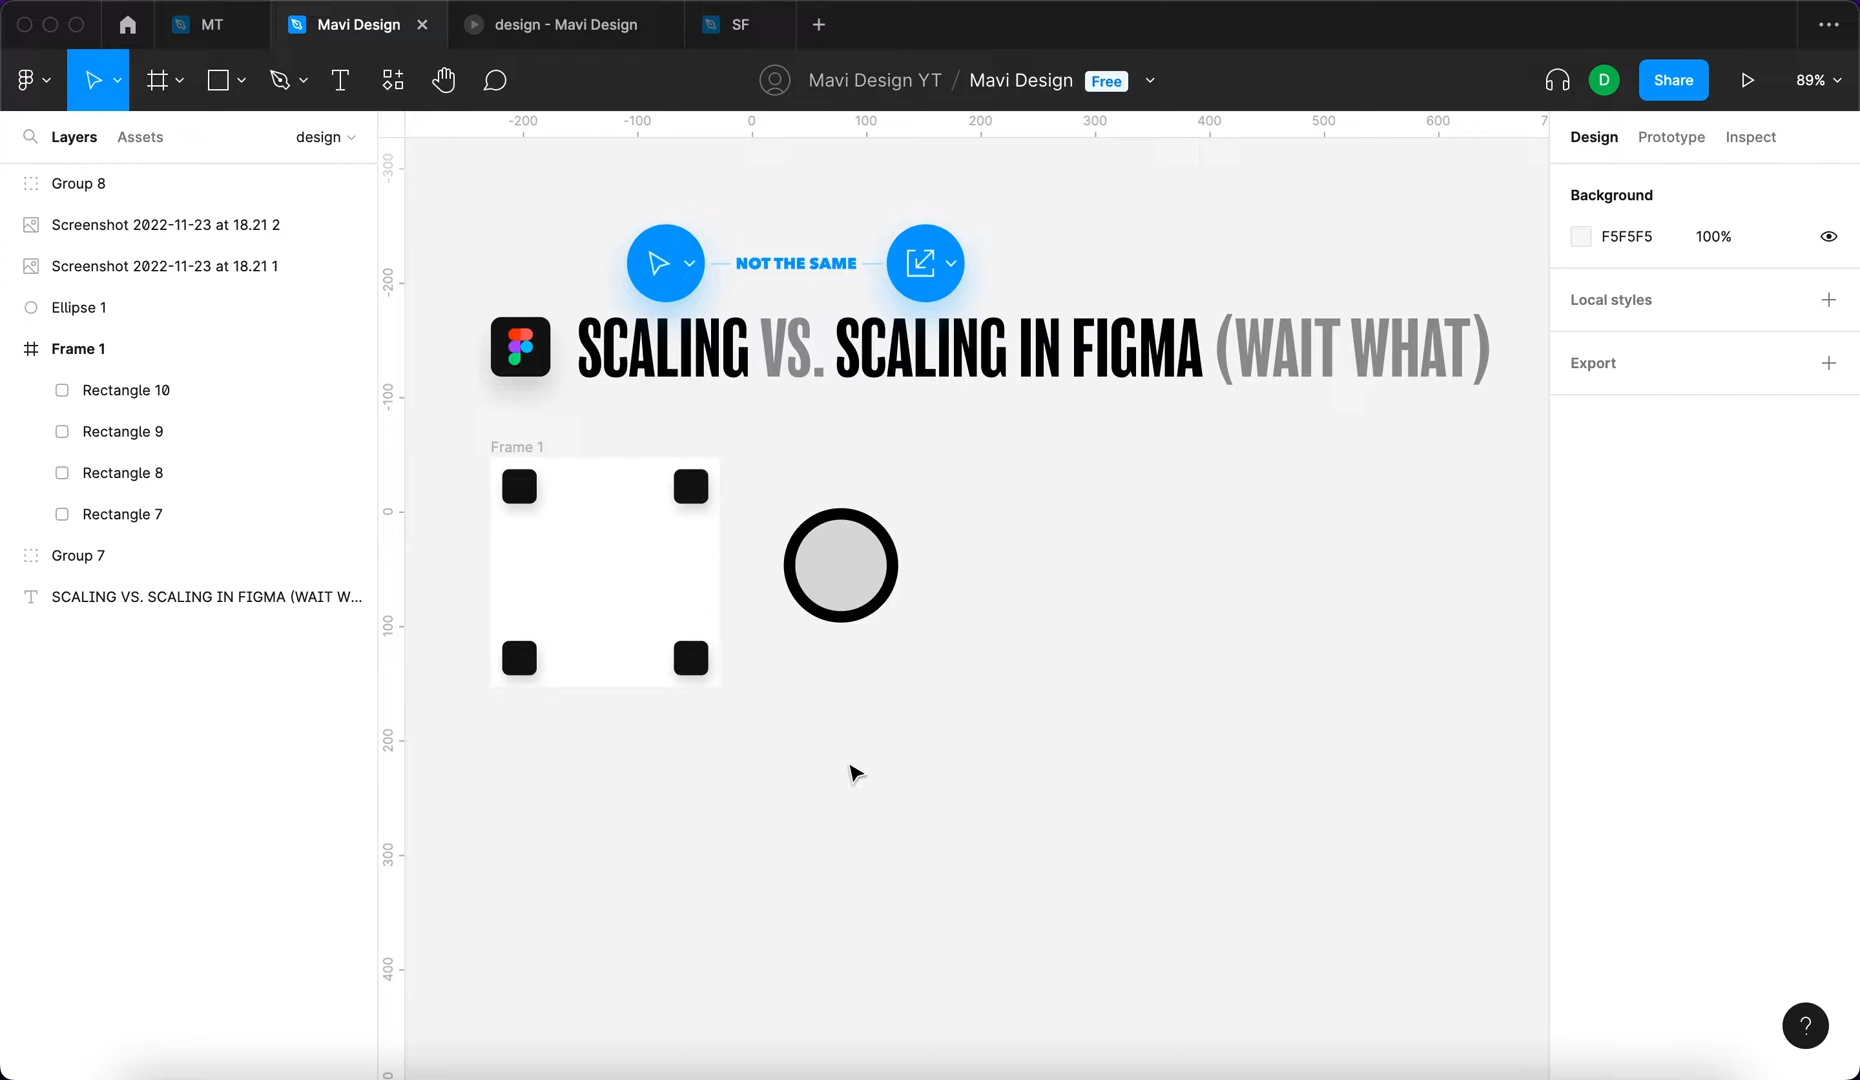 MT
Mavi Design
design - Mavi Design
SF
Mavi Design YT / Mavi Design Free
D
Share
89%
Layers
Assets
design
Group 8
Screenshot 2022-11-23 at 18.21 2
Screenshot 2022-11-23 at 18.21 1
Ellipse 1
Frame 1
Rectangle 10
Rectangle 9
Rectangle 8
Rectangle 7
Group 7
SCALING VS. SCALING IN FIGMA (WAIT W...
-200 -100 0 100 200 300 400 500 600 7
-300
-200
-100
0
100
200
300
400
0
NOT THE SAME
SCALING VS. SCALING IN FIGMA (WAIT WHAT)
Frame 1
Design
Prototype
Inspect
Background
F5F5F5 100%
Local styles
Export
?